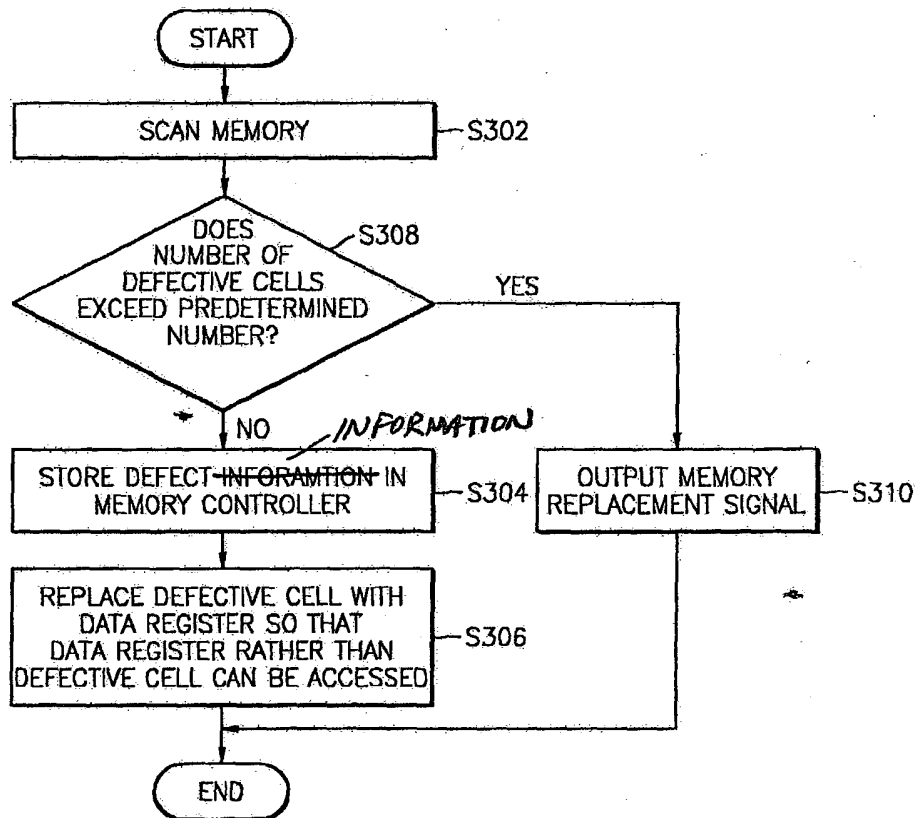 START
SCAN MEMORY
S302
DOES
NUMBER OF
DEFECTIVE CELLS
EXCEED PREDETERMINED
NUMBER?
S308
YES
NO
INFORMATION
STORE DEFECT INFORAMTION IN
MEMORY CONTROLLER
S304
OUTPUT MEMORY
REPLACEMENT SIGNAL
S310
REPLACE DEFECTIVE CELL WITH
DATA REGISTER SO THAT
DATA REGISTER RATHER THAN
DEFECTIVE CELL CAN BE ACCESSED
S306
END